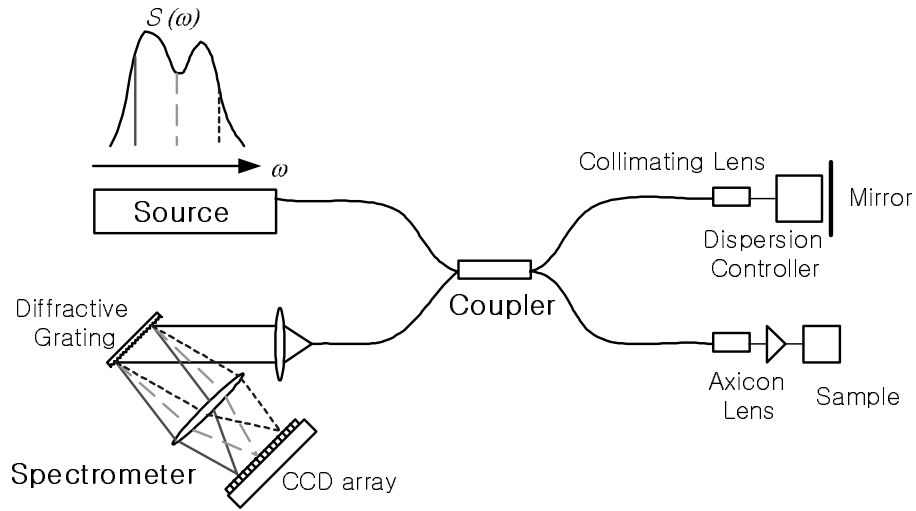 S (ω)
ω
Source
Collimating Lens
Mirror
Dispersion
Controller
Coupler
Diffractive
Grating
Axicon
Lens
Sample
Spectrometer
CCD array